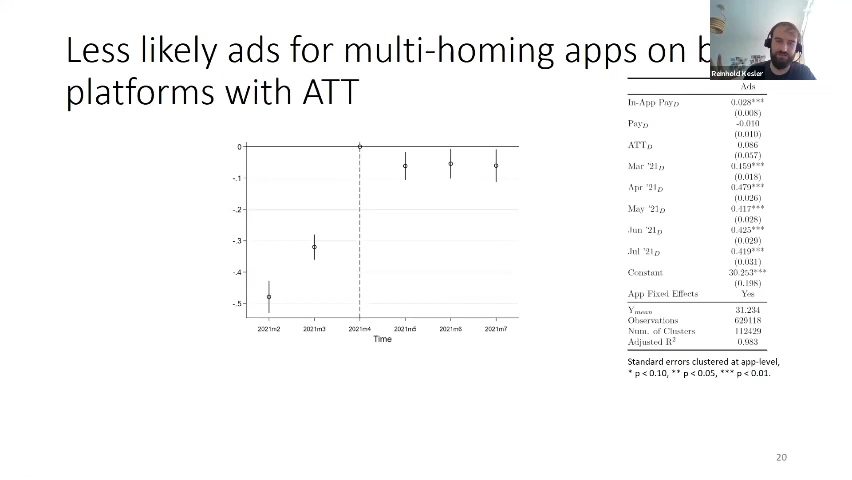 Less likely ads for multi-homing apps on b
platforms with ATT
Reinhold Kesler
0
-.1
-.2
-.3
-.4
-.5
2021m2 2021m3 2021m4 2021m5 2021m6 2021m7
Time
Ads
In-App Pay_D 0.028***
(0.008)
Pay_D -0.010
(0.010)
ATT_D 0.086
(0.057)
Mar '21_D 0.159***
(0.018)
Apr '21_D 0.479***
(0.026)
May '21_D 0.417***
(0.028)
Jun '21_D 0.425***
(0.029)
Jul '21_D 0.419***
(0.031)
Constant 30.253***
(0.198)
App Fixed Effects Yes
Y_mean 31.234
Observations 629118
Num. of Clusters 112429
Adjusted R² 0.983
Standard errors clustered at app-level,
* p < 0.10, ** p < 0.05, *** p < 0.01.
20